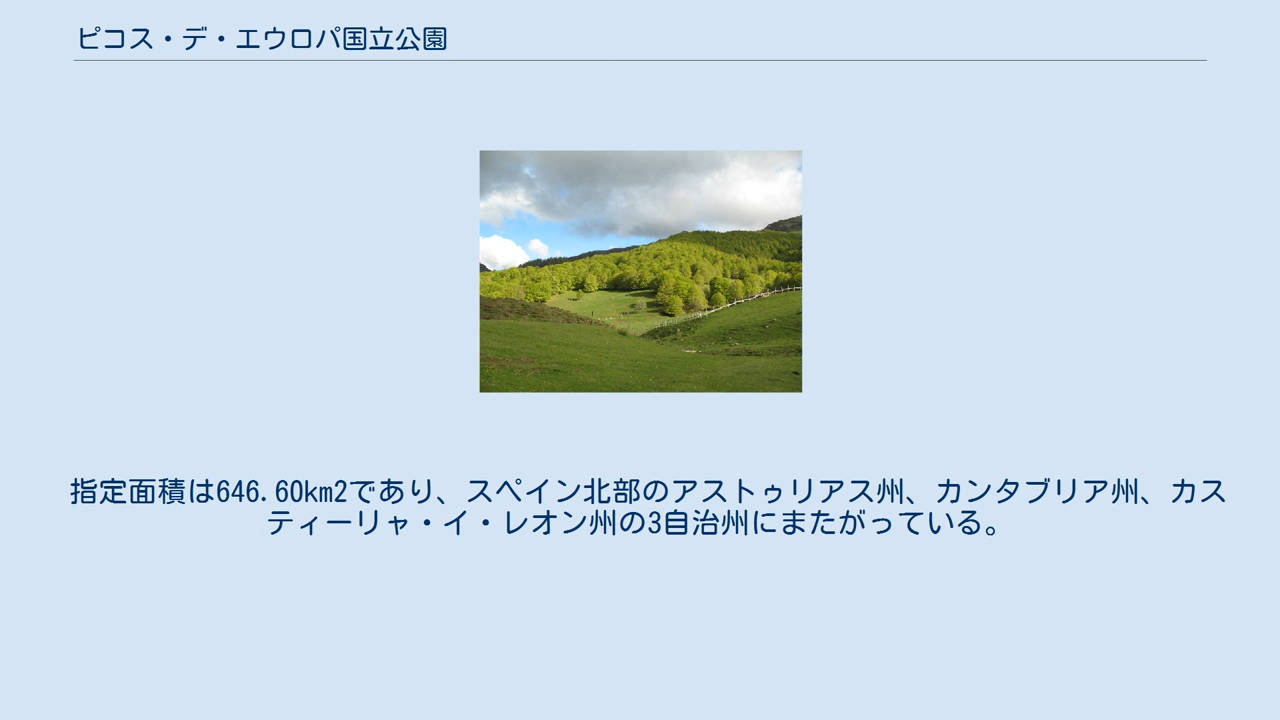 ピコス・デ・エウロパ国立公園
指定面積は646.60km2であり、スペイン北部のアストゥリアス州、カンタブリア州、カス
ティーリャ・イ・レオン州の3自治州にまたがっている。